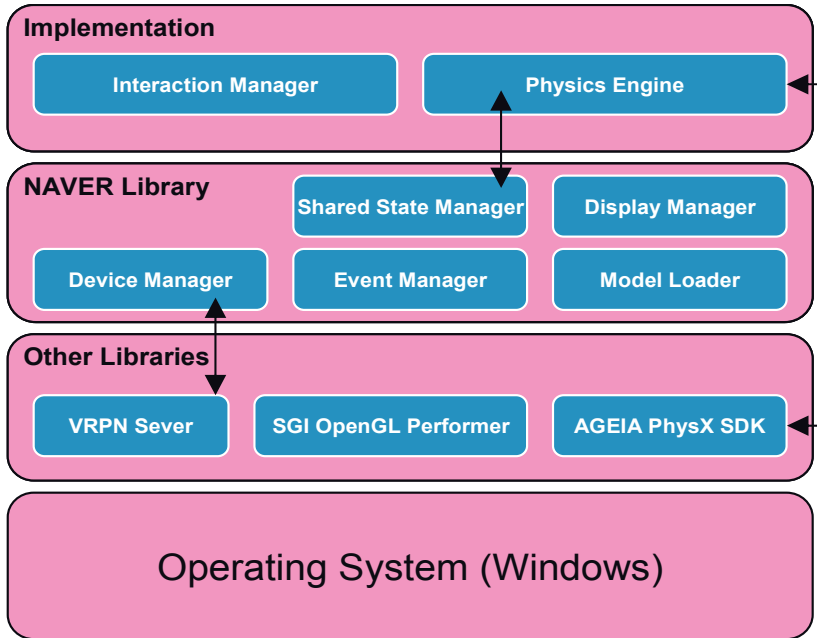 Implementation
Interaction Manager
Physics Engine
NAVER Library
Shared State Manager
Display Manager
Device Manager
Event Manager
Model Loader
Other Libraries
VRPN Sever
SGI OpenGL Performer
AGEIA PhysX SDK
Operating System (Windows)